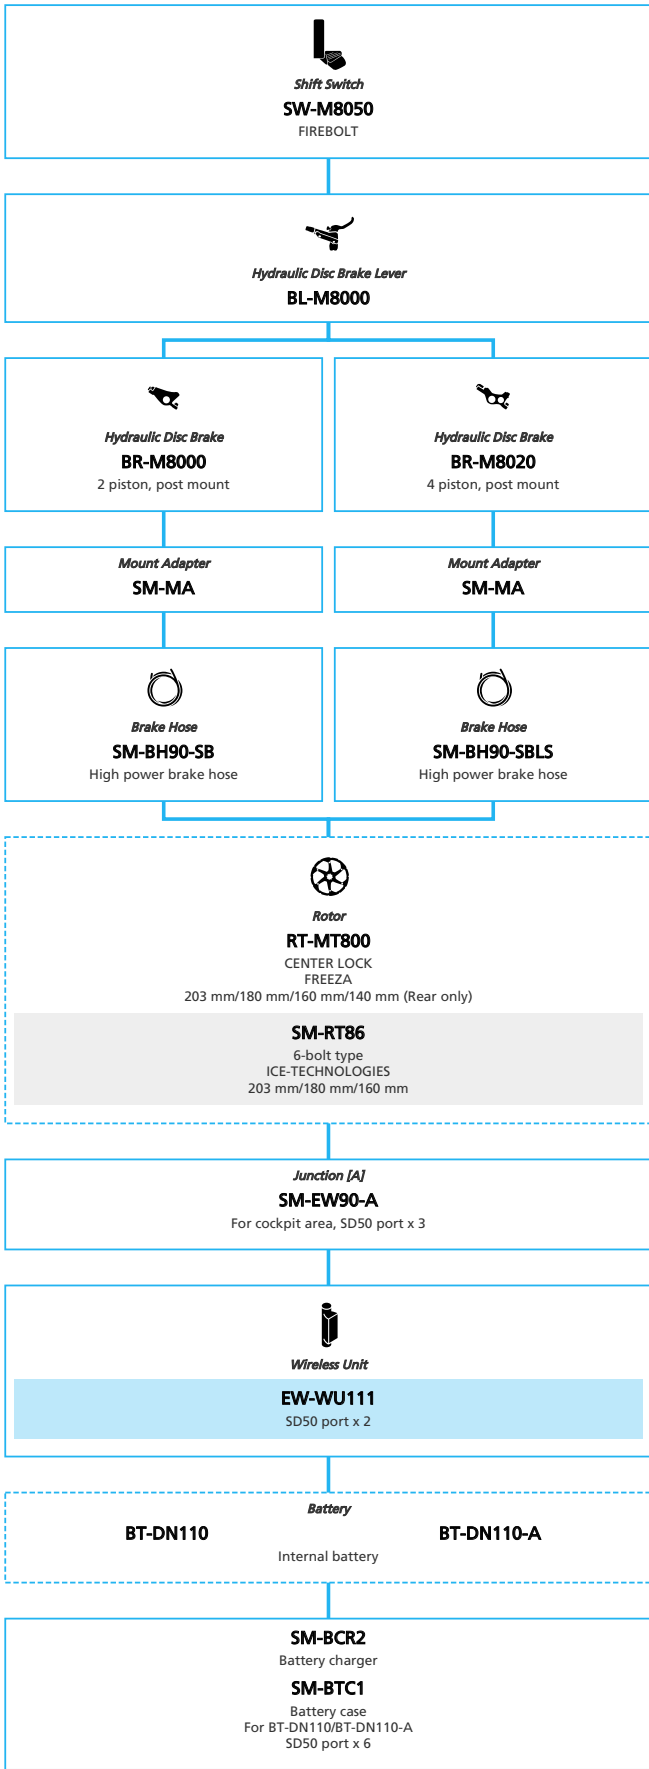 Shift Switch
SW-M8050
FIREBOLT
Hydraulic Disc Brake Lever
BL-M8000
Hydraulic Disc Brake
BR-M8000
2 piston, post mount
Hydraulic Disc Brake
BR-M8020
4 piston, post mount
Mount Adapter
SM-MA
Mount Adapter
SM-MA
Brake Hose
SM-BH90-SB
High power brake hose
Brake Hose
SM-BH90-SBLS
High power brake hose
Rotor
RT-MT800
CENTER LOCK
FREEZA
203 mm/180 mm/160 mm/140 mm (Rear only)
SM-RT86
6-bolt type
ICE-TECHNOLOGIES
203 mm/180 mm/160 mm
Junction [A]
SM-EW90-A
For cockpit area, SD50 port x 3
Wireless Unit
EW-WU111
SD50 port x 2
Battery
BT-DN110 BT-DN110-A
Internal battery
SM-BCR2
Battery charger
SM-BTC1
Battery case
For BT-DN110/BT-DN110-A
SD50 port x 6